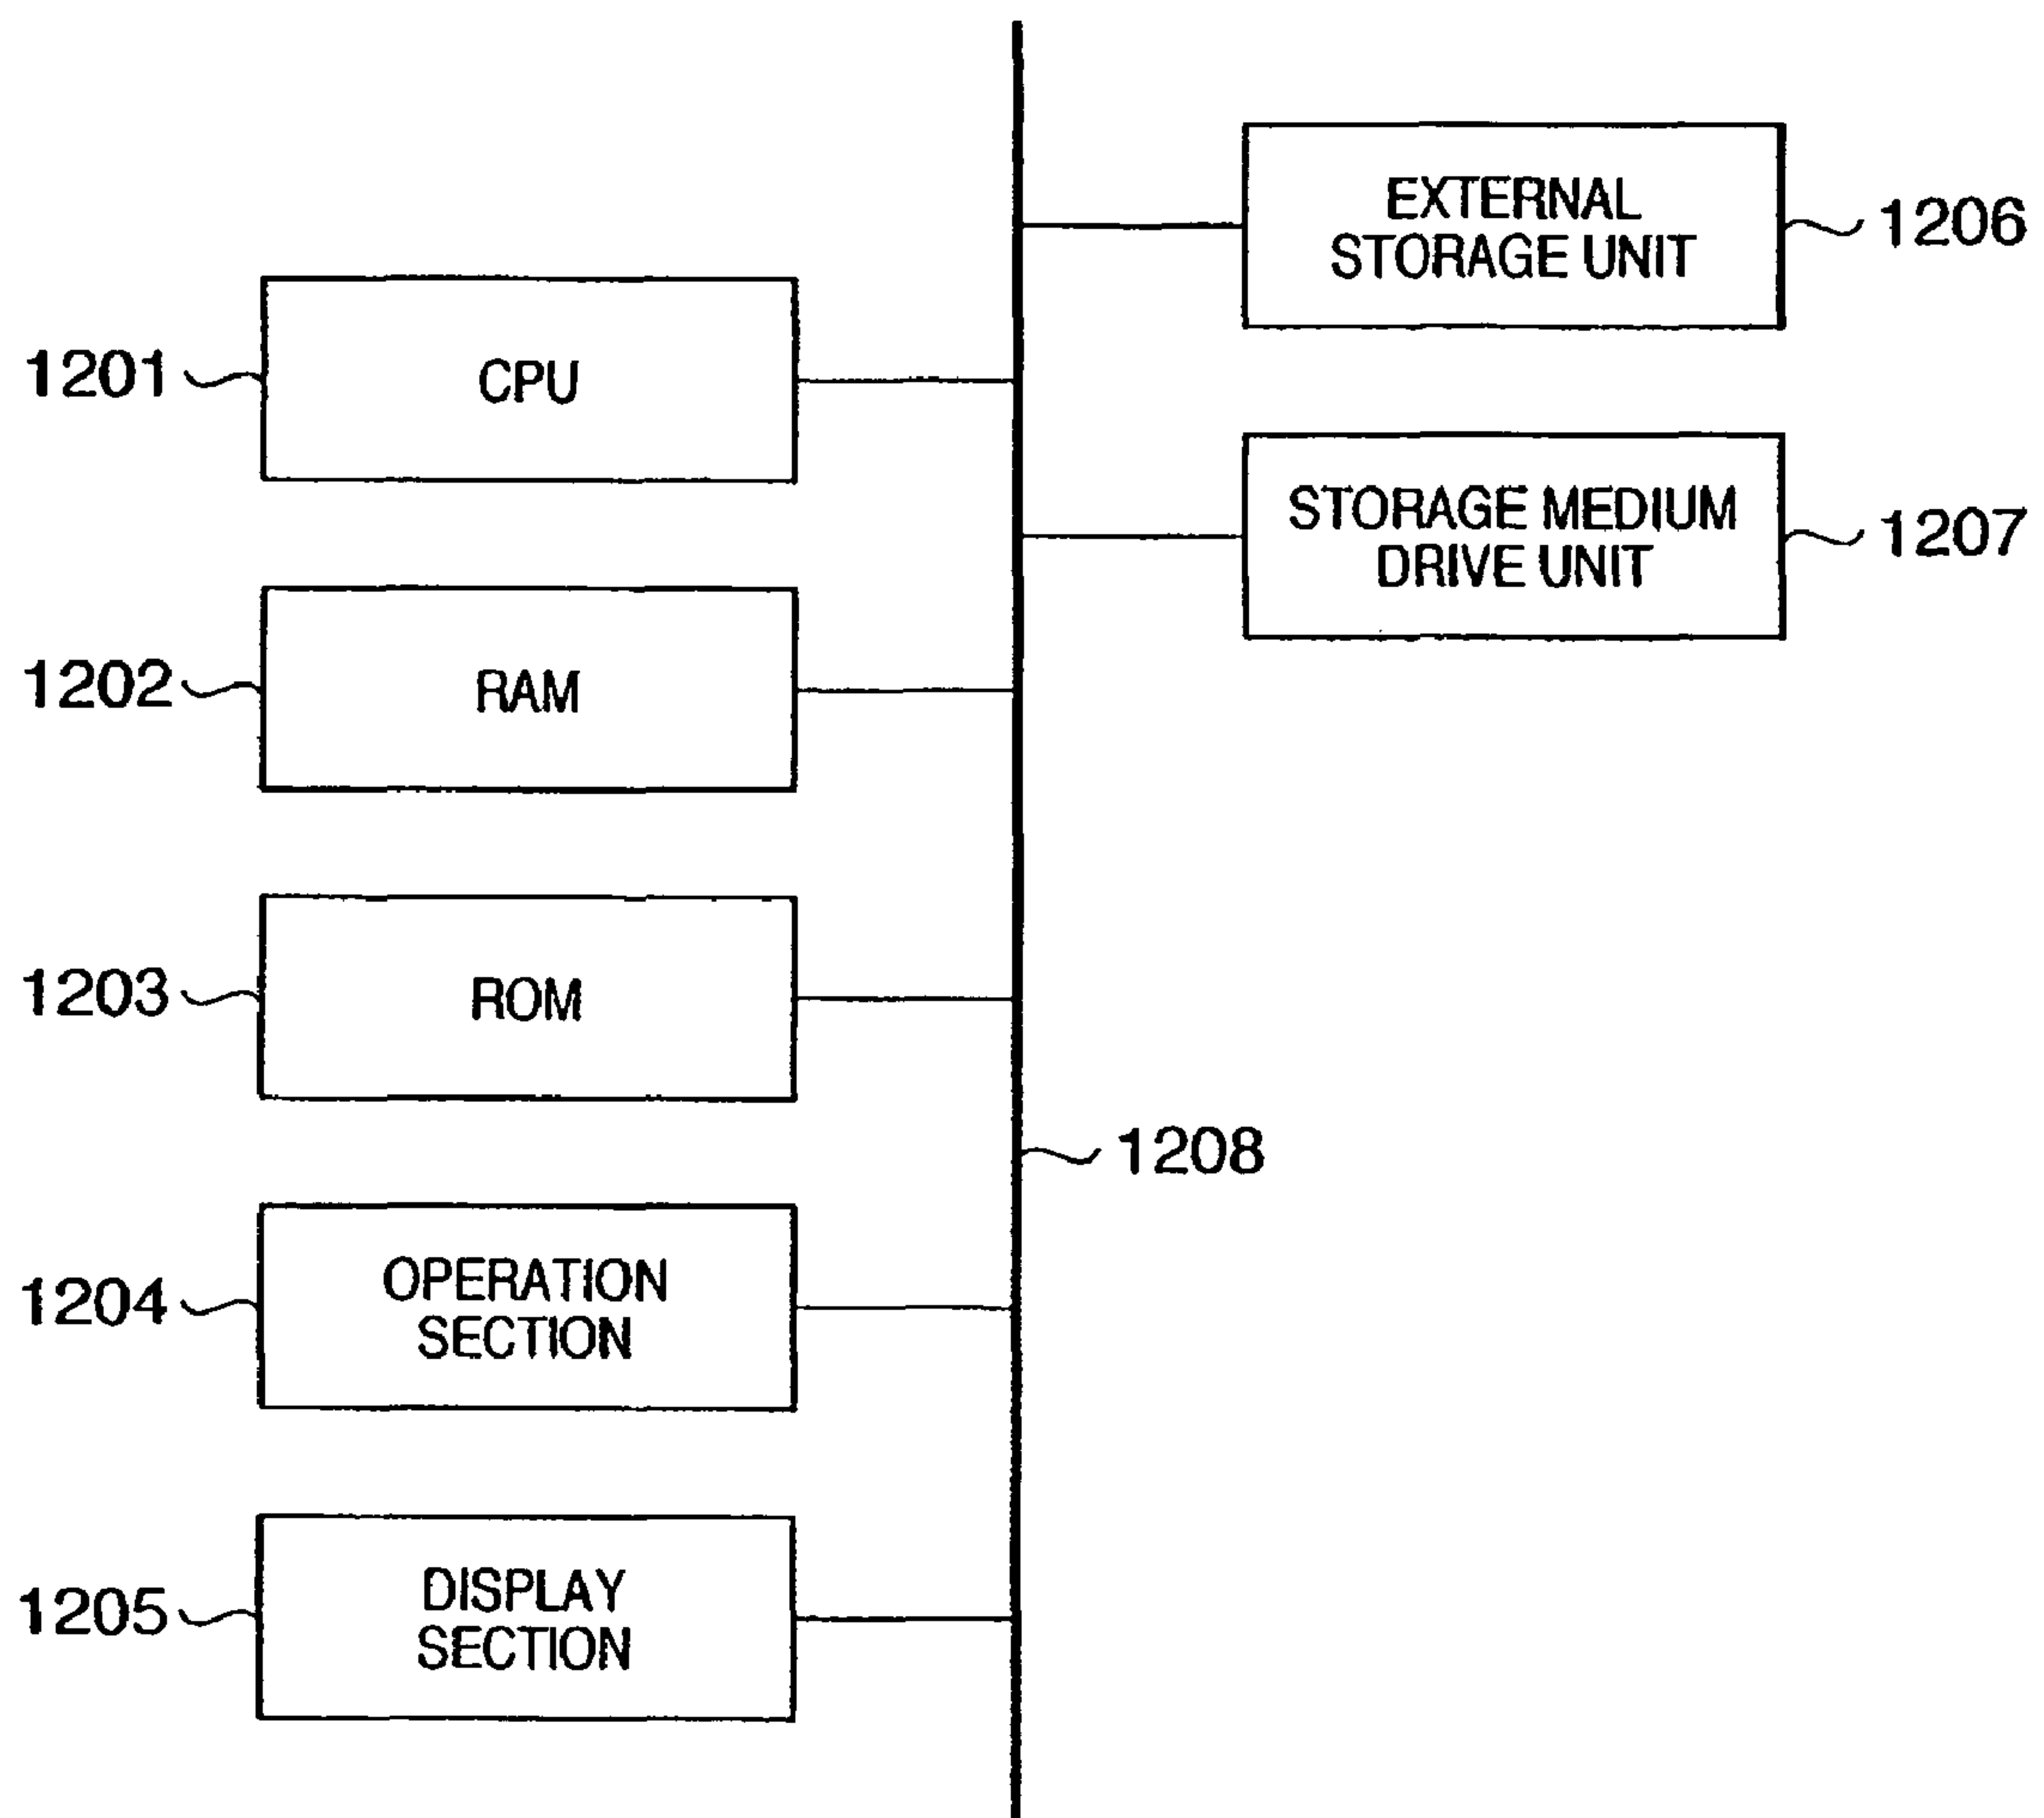 EXTERNAL
STORAGE UNIT
1206
1201
CPU
STORAGE MEDIUM
DRIVE UNIT
1207
1202
RAM
1203
ROM
1208
1204
OPERATION
SECTION
1205
DISPLAY
SECTION